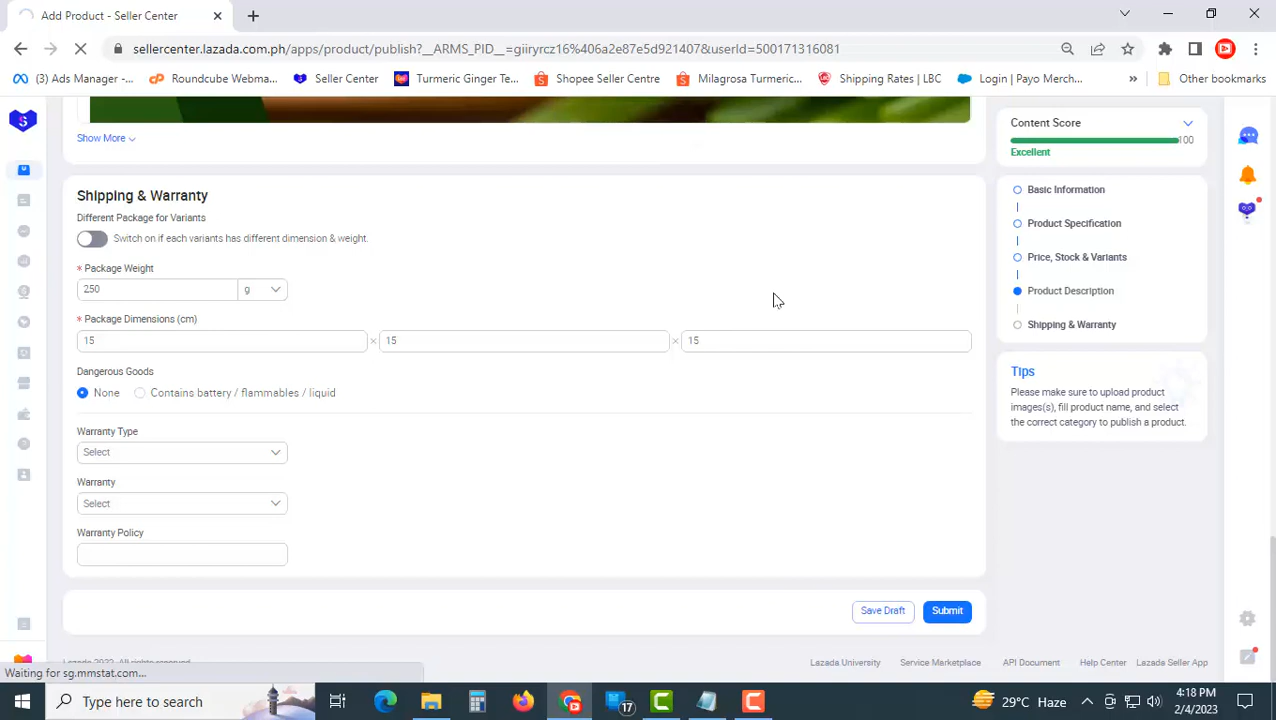 Add Product - Seller Center
sellercenter.lazada.com.ph/apps/product/publish?__ARMS_PID__=giiryrcz16%406a2e87e5d921407&userId=500171316081
(3) Ads Manager -...
Roundcube Webma...
Seller Center
Turmeric Ginger Te...
Shopee Seller Centre
Milagrosa Turmeric...
Shipping Rates | LBC
Login | Payo Merch...
»
Other bookmarks
Show More
Shipping & Warranty
Different Package for Variants
Switch on if each variants has different dimension & weight.
* Package Weight
250
g
* Package Dimensions (cm)
15 × 15 × 15
Dangerous Goods
None
Contains battery / flammables / liquid
Warranty Type
Select
Warranty
Select
Warranty Policy
Save Draft
Submit
Content Score
100
Excellent
Basic Information
Product Specification
Price, Stock & Variants
Product Description
Shipping & Warranty
Tips
Please make sure to upload product
images(s), fill product name, and select
the correct category to publish a product.
Lazada 2022. All rights reserved.
Lazada University
Service Marketplace
API Document
Help Center
Lazada Seller App
Waiting for sg.mmstat.com...
Type here to search
17
29°C Haze
4:18 PM
2/4/2023